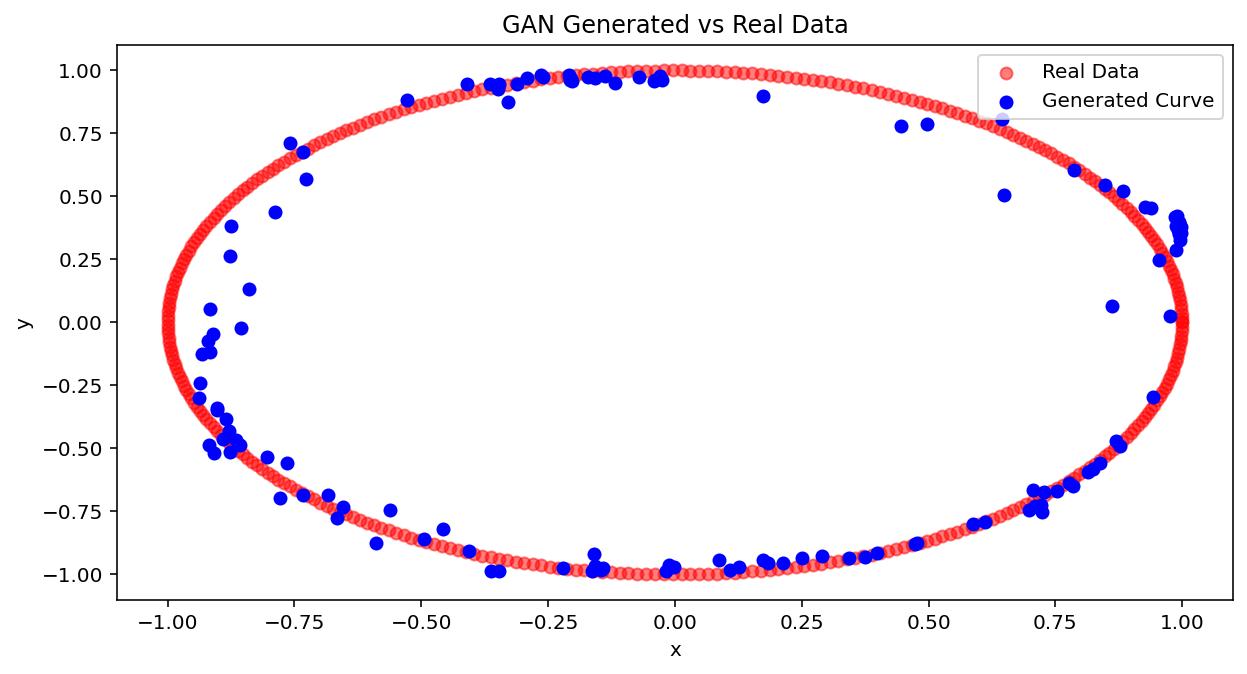 GAN Generated vs Real Data
Real Data
Generated Curve
1.00
0.75
0.50
0.25
0.00
−0.25
−0.50
−0.75
−1.00
y
−1.00 −0.75 −0.50 −0.25 0.00 0.25 0.50 0.75 1.00
x